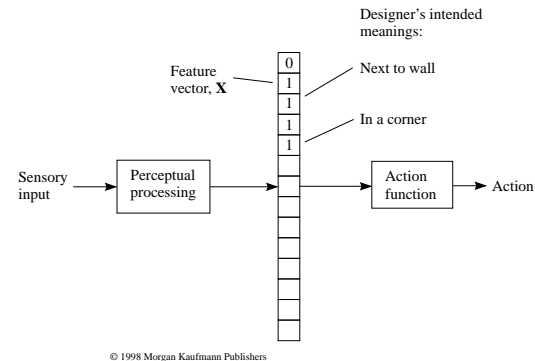 Designer's intended
meanings:
0
Feature
vector, X
1
Next to wall
1
1
In a corner
1
Sensory
input
Perceptual
processing
Action
function
Action
© 1998 Morgan Kaufmann Publishers